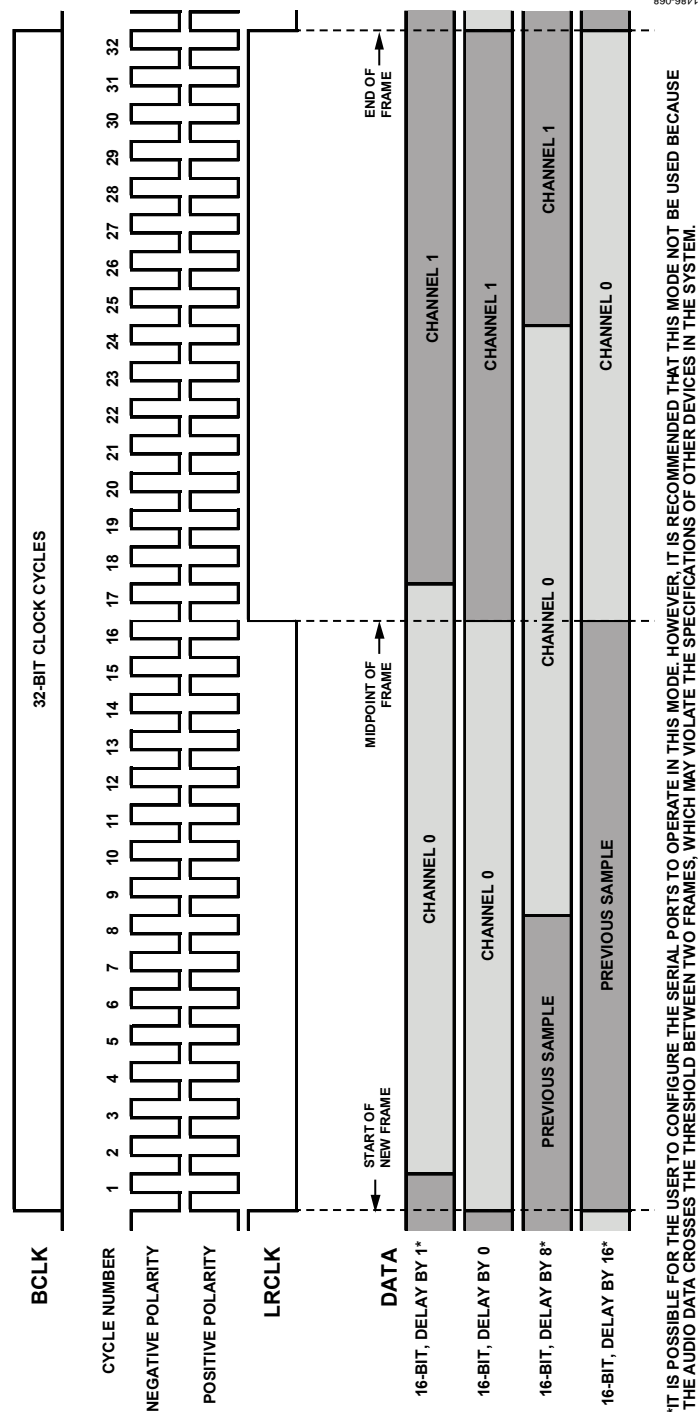 BCLK
32-BIT CLOCK CYCLES
CYCLE NUMBER
1 2 3 4 5 6 7 8 9 10 11 12 13 14 15 16 17 18 19 20 21 22 23 24 25 26 27 28 29 30 31 32
NEGATIVE POLARITY
POSITIVE POLARITY
LRCLK
START OF
NEW FRAME
MIDPOINT OF
FRAME
END OF
FRAME
DATA
16-BIT, DELAY BY 1*
CHANNEL 0
CHANNEL 1
16-BIT, DELAY BY 0
CHANNEL 0
CHANNEL 1
16-BIT, DELAY BY 8*
PREVIOUS SAMPLE
CHANNEL 0
CHANNEL 1
16-BIT, DELAY BY 16*
PREVIOUS SAMPLE
CHANNEL 0
*IT IS POSSIBLE FOR THE USER TO CONFIGURE THE SERIAL PORTS TO OPERATE IN THIS MODE. HOWEVER, IT IS RECOMMENDED THAT THIS MODE NOT BE USED BECAUSE
THE AUDIO DATA CROSSES THE THRESHOLD BETWEEN TWO FRAMES, WHICH MAY VIOLATE THE SPECIFICATIONS OF OTHER DEVICES IN THE SYSTEM.